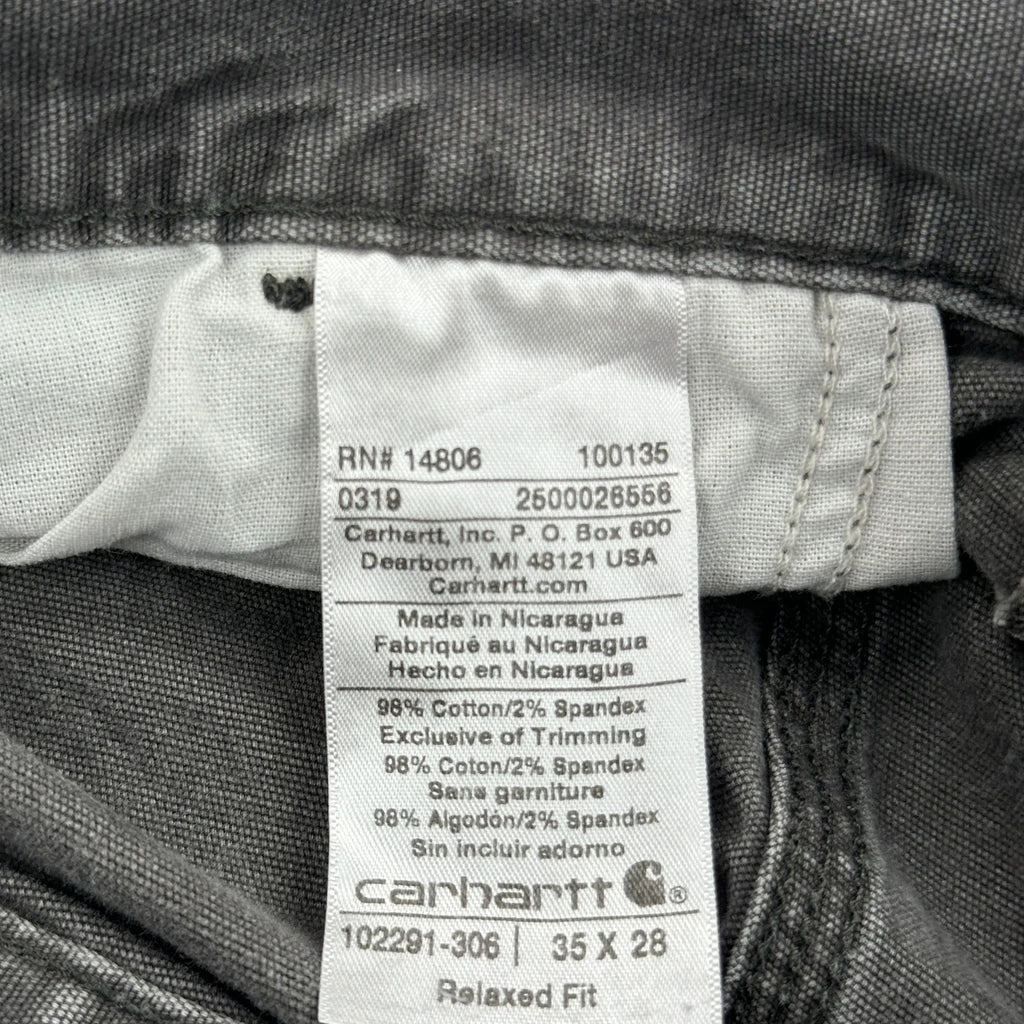 RN# 14806 100135
0319 2500026556
Carhartt, Inc. P. O. Box 600
Dearborn, MI 48121 USA
Carhartt.com
Made in Nicaragua
Fabriqué au Nicaragua
Hecho en Nicaragua
98% Cotton/2% Spandex
Exclusive of Trimming
98% Coton/2% Spandex
Sans garniture
98% Algodón/2% Spandex
Sin incluir adorno
carhartt ®
102291-306 | 35 X 28
Relaxed Fit